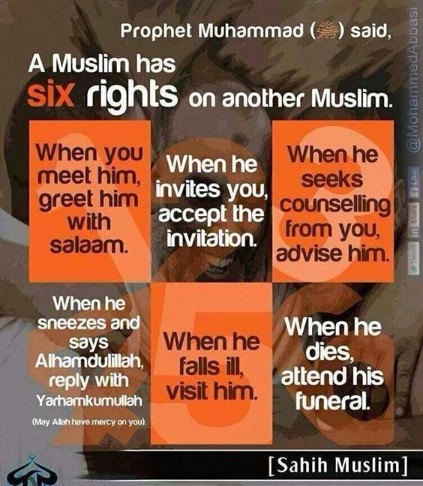 Prophet Muhammad (ﷺ) said,
A Muslim has
six rights on another Muslim.
When you
meet him,
greet him
with
salaam.
When he
invites you,
accept the
invitation.
When he
seeks
counselling
from you,
advise him.
When he
sneezes and
says
Alhamdulillah,
reply with
Yarhamkumullah
(May Allah have mercy on you).
When he
falls ill,
visit him.
When he
dies,
attend his
funeral.
[Sahih Muslim]
@MohammedAbbasi